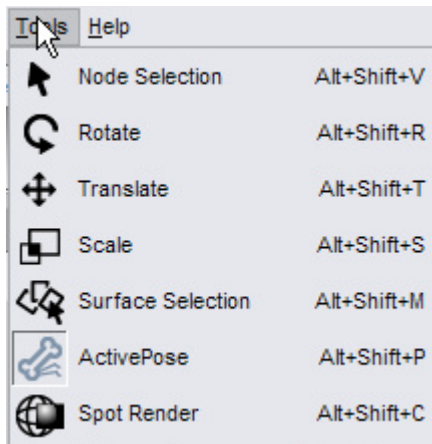 Tools Help
Node Selection Alt+Shift+V
Rotate Alt+Shift+R
Translate Alt+Shift+T
Scale Alt+Shift+S
Surface Selection Alt+Shift+M
ActivePose Alt+Shift+P
Spot Render Alt+Shift+C